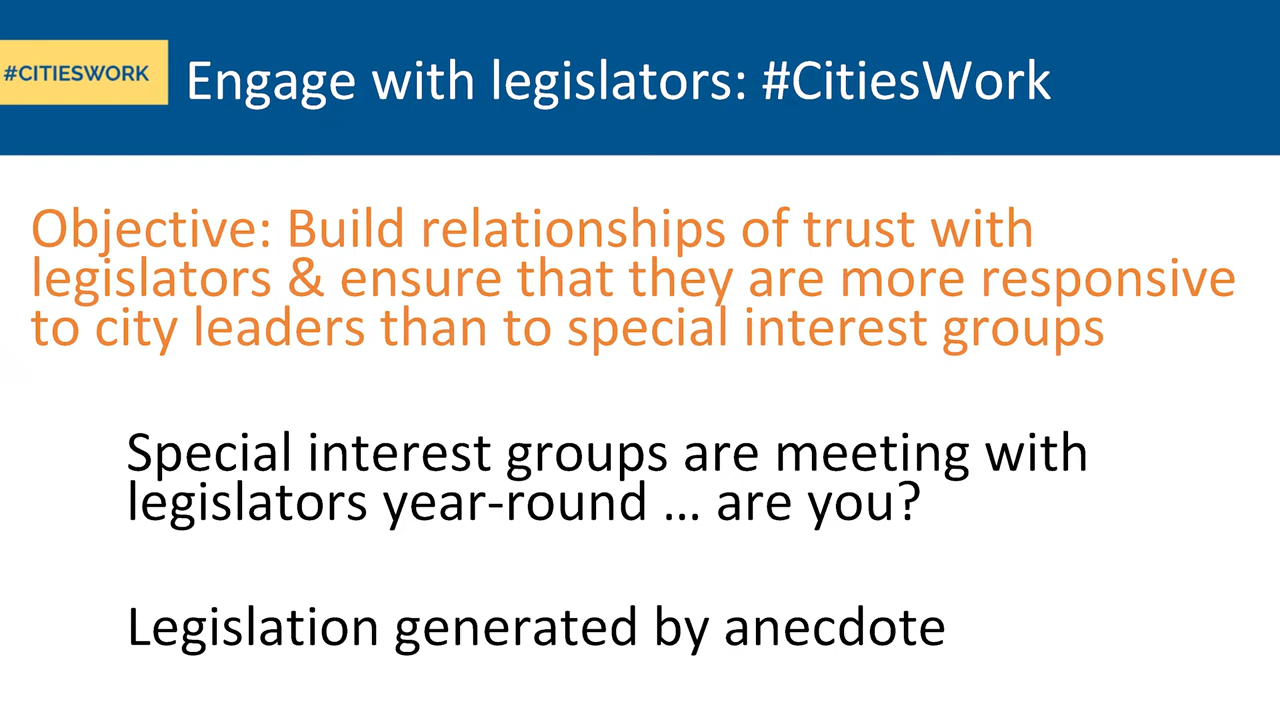 #CITIESWORK
Engage with legislators: #CitiesWork
Objective: Build relationships of trust with
legislators & ensure that they are more responsive
to city leaders than to special interest groups
Special interest groups are meeting with
legislators year-round … are you?
Legislation generated by anecdote